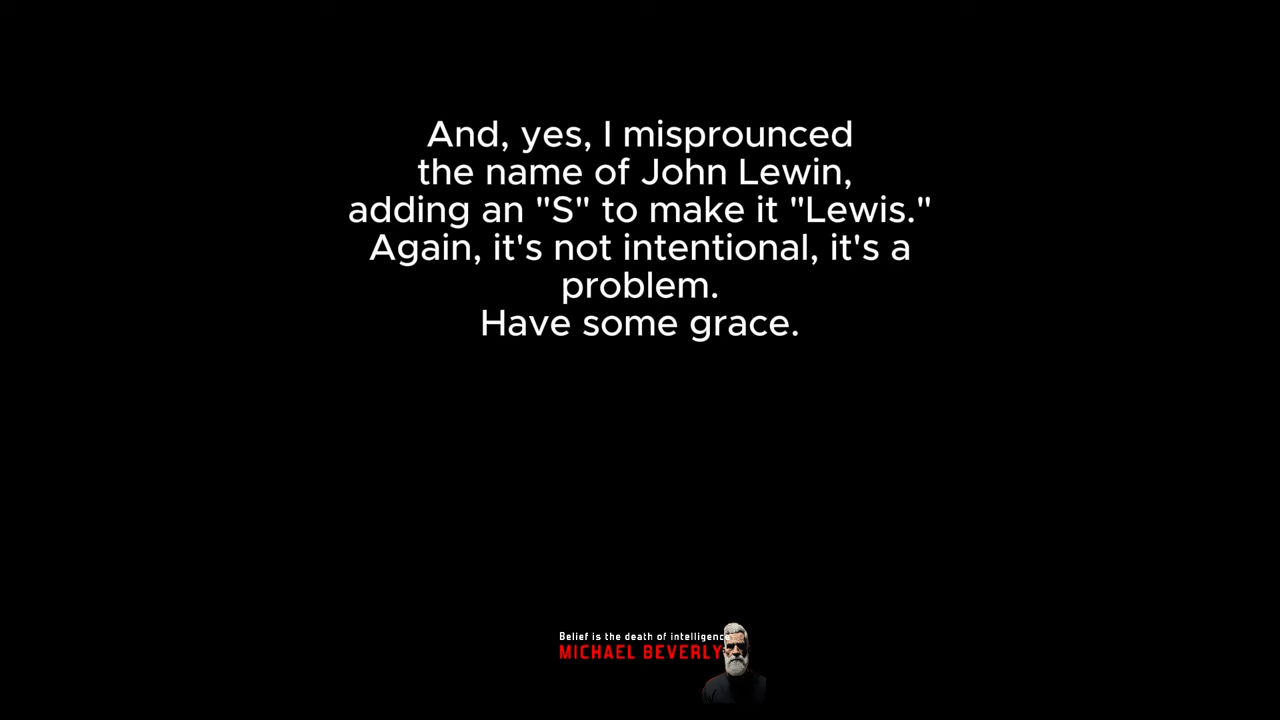 And, yes, I misprounced
the name of John Lewin,
adding an "S" to make it "Lewis."
Again, it's not intentional, it's a
problem.
Have some grace.
Belief is the death of intelligence
MICHAEL BEVERLY